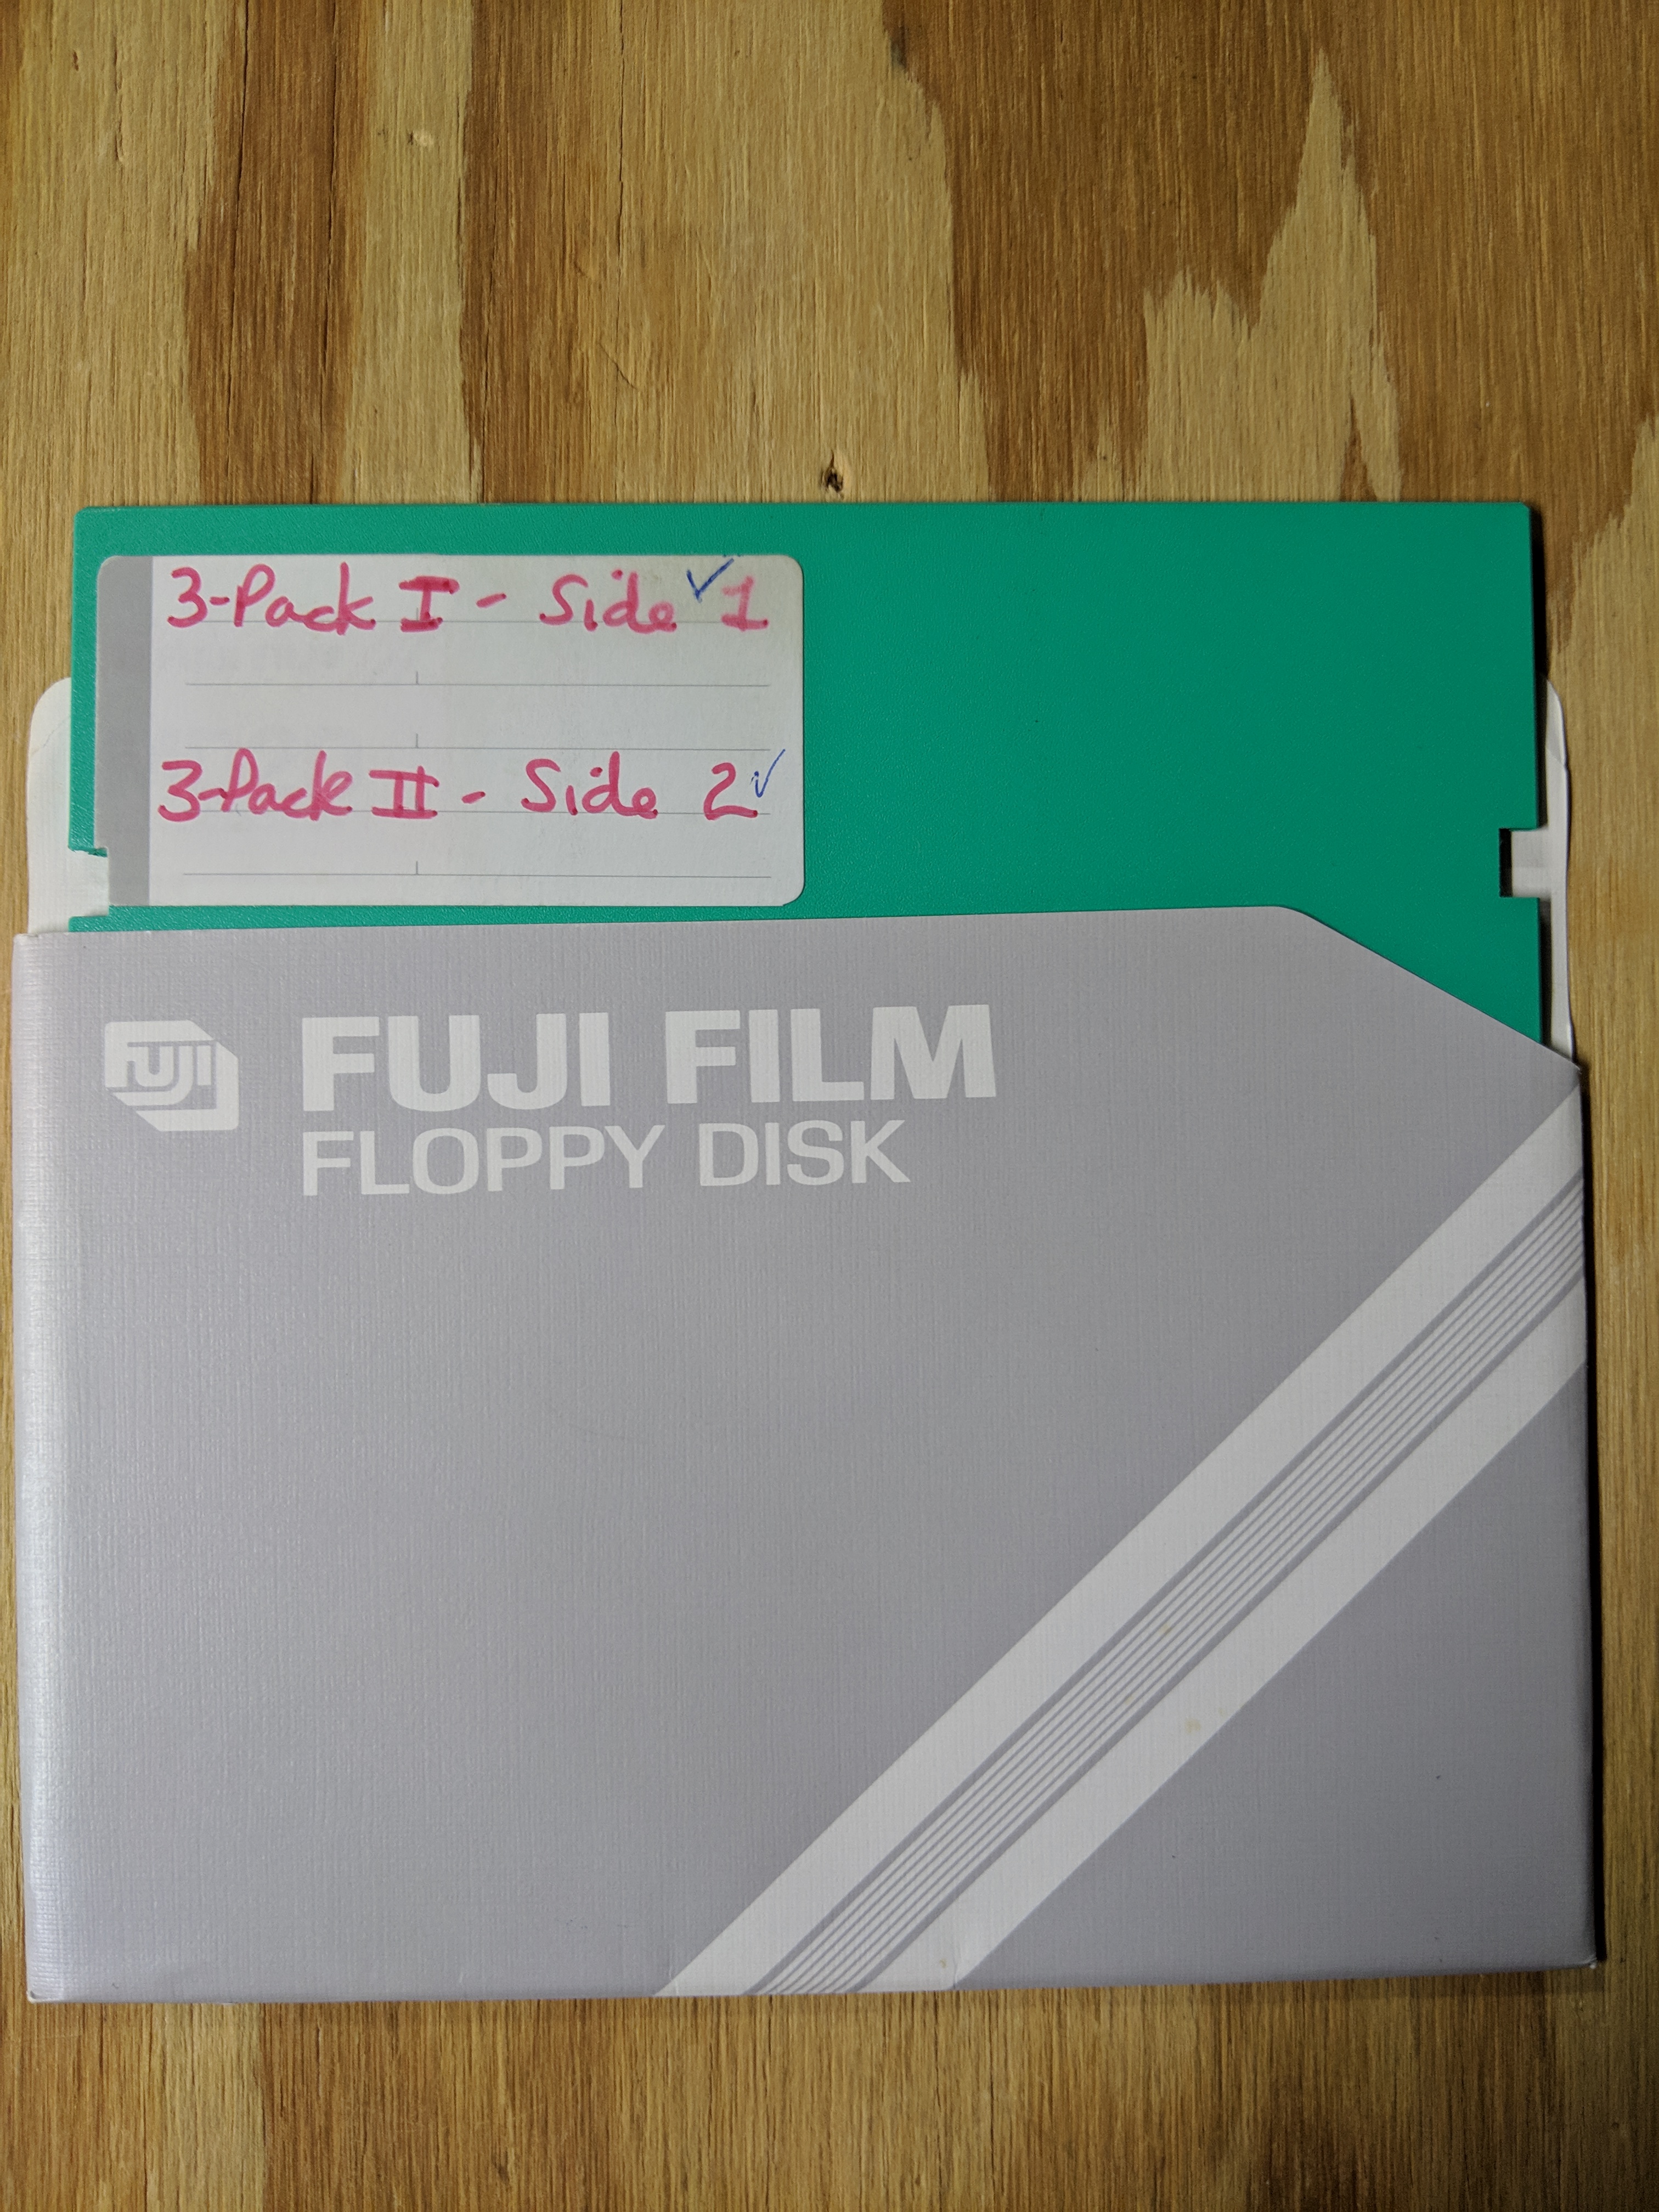 3-Pack I - Side ✓ 1
3-Pack II - Side 2 ✓
FUJI
FUJI FILM
FLOPPY DISK